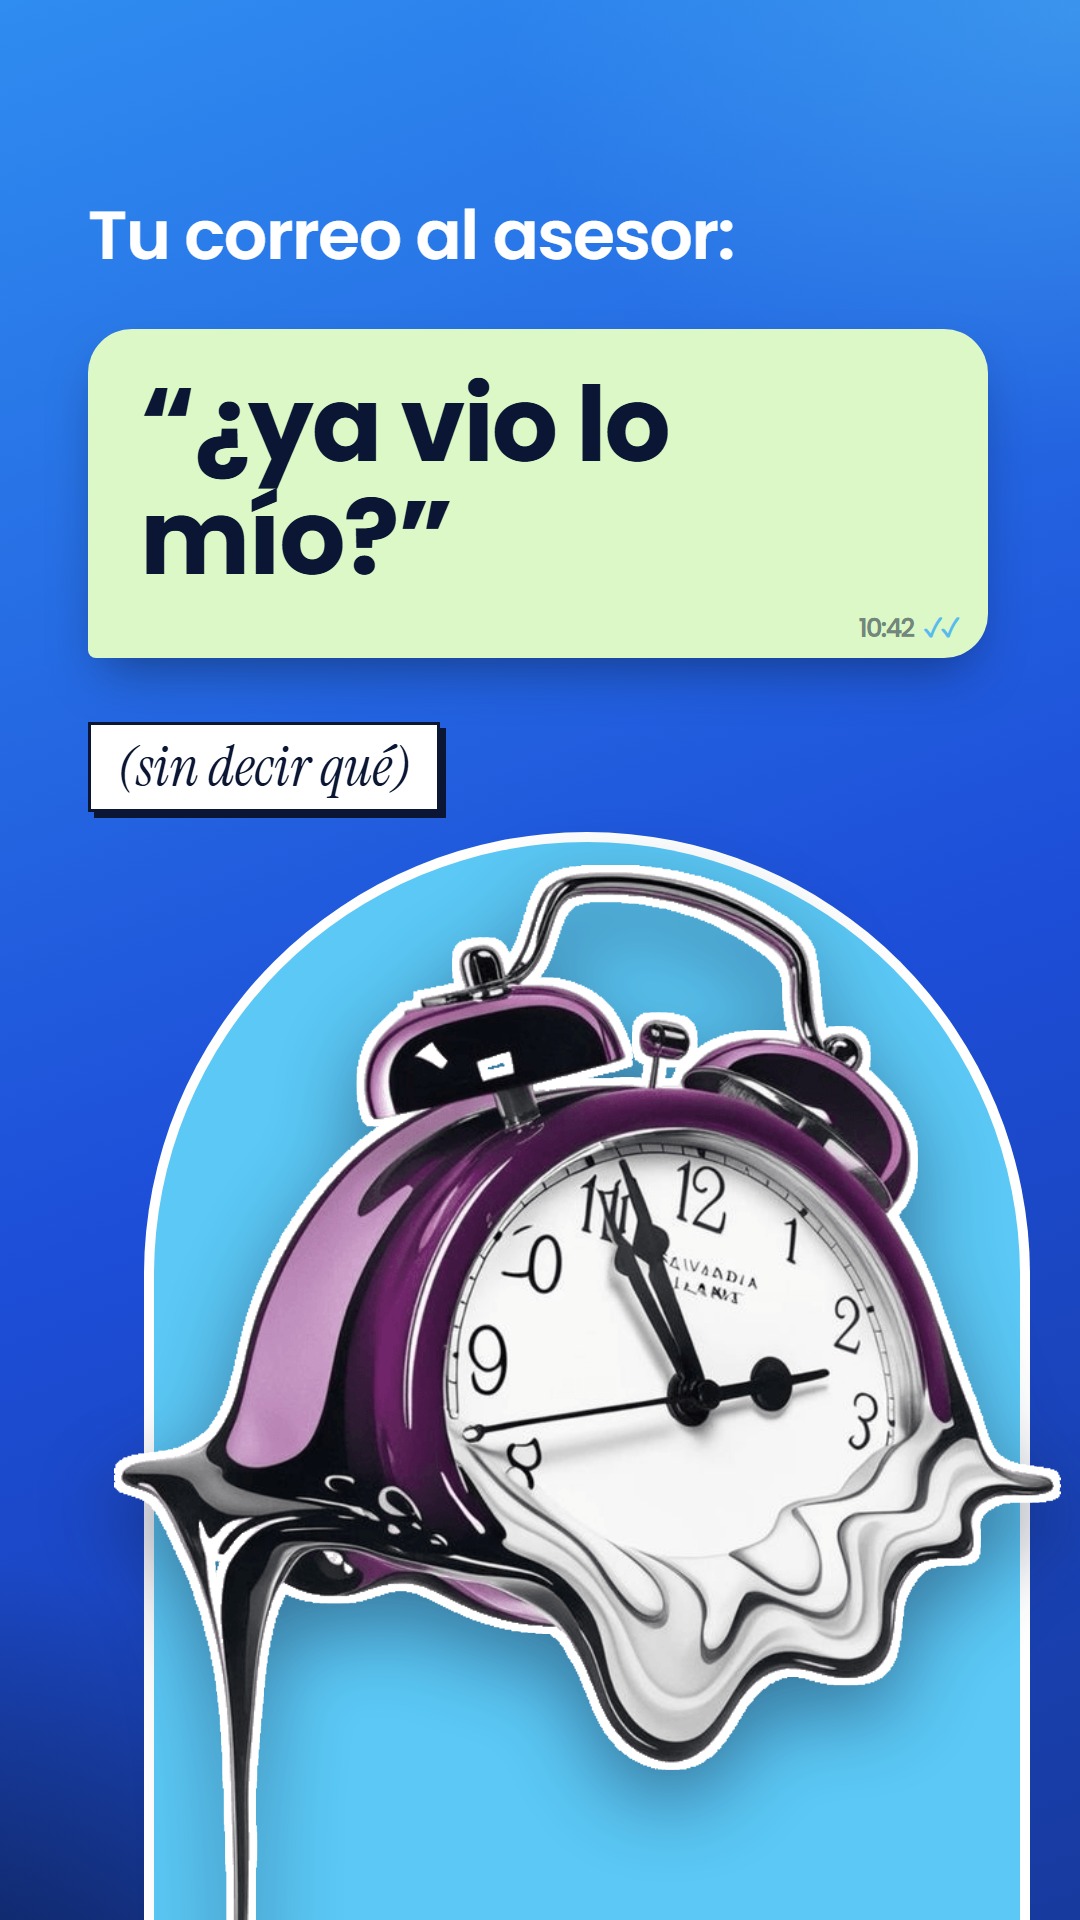 Tu correo al asesor:
“¿ya vio lo
mío?”
10:42
(sin decir qué)
12
1
2
3
9